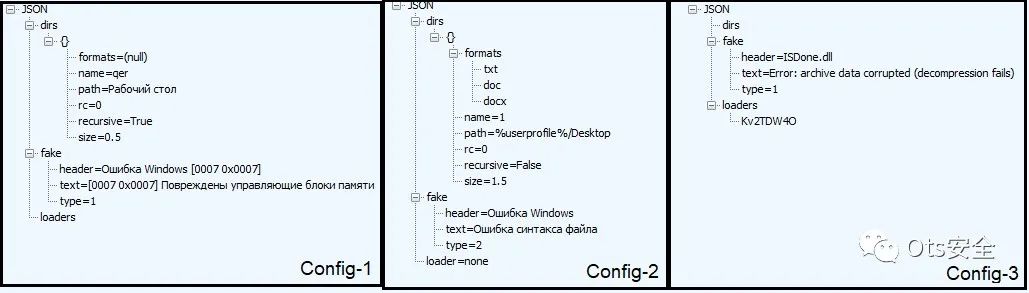 JSON
dirs
{}
formats=(null)
name=qer
path=Рабочий стол
rc=0
recursive=True
size=0.5
fake
header=Ошибка Windows [0007 0x0007]
text=[0007 0x0007] Повреждены управляющие блоки памяти
type=1
loaders
Config-1
JSON
dirs
{}
formats
txt
doc
docx
name=1
path=%userprofile%/Desktop
rc=0
recursive=False
size=1.5
fake
header=Ошибка Windows
text=Ошибка синтакса файла
type=2
loader=none
Config-2
JSON
dirs
fake
header=ISDone.dll
text=Error: archive data corrupted (decompression fails)
type=1
loaders
Kv2TDW4O
Ots安全
Config-3